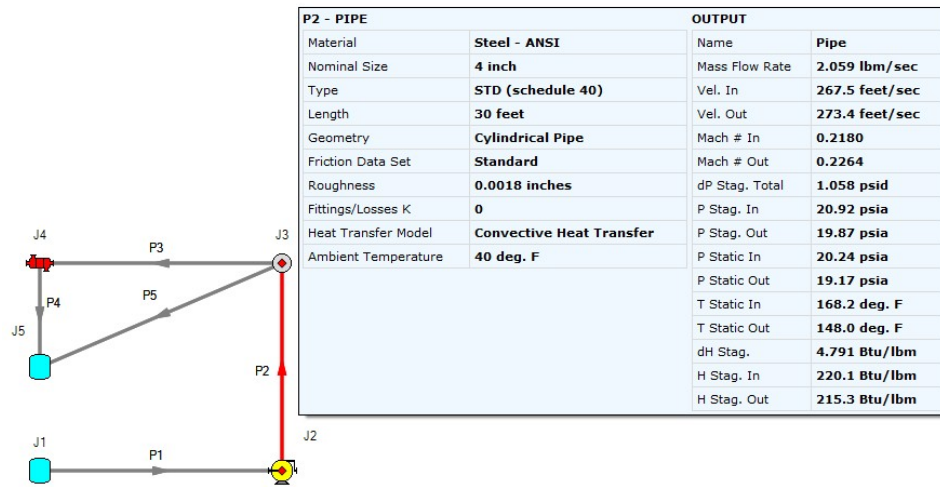 P2 - PIPE
Material Steel - ANSI
Nominal Size 4 inch
Type STD (schedule 40)
Length 30 feet
Geometry Cylindrical Pipe
Friction Data Set Standard
Roughness 0.0018 inches
Fittings/Losses K 0
Heat Transfer Model Convective Heat Transfer
Ambient Temperature 40 deg. F
OUTPUT
Name Pipe
Mass Flow Rate 2.059 lbm/sec
Vel. In 267.5 feet/sec
Vel. Out 273.4 feet/sec
Mach # In 0.2180
Mach # Out 0.2264
dP Stag. Total 1.058 psid
P Stag. In 20.92 psia
P Stag. Out 19.87 psia
P Static In 20.24 psia
P Static Out 19.17 psia
T Static In 168.2 deg. F
T Static Out 148.0 deg. F
dH Stag. 4.791 Btu/lbm
H Stag. In 220.1 Btu/lbm
H Stag. Out 215.3 Btu/lbm
J4
P3
J3
P4
P5
J5
P2
J1
P1
J2